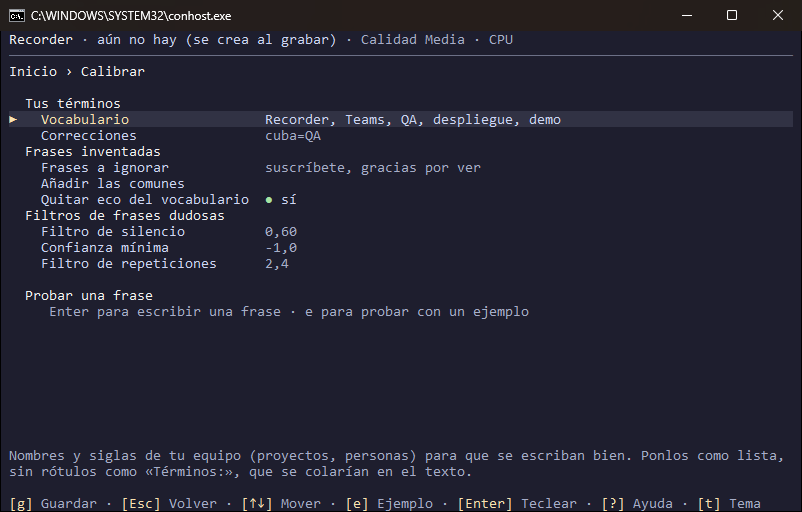 C:\WINDOWS\SYSTEM32\conhost.exe
Recorder · aún no hay (se crea al grabar) · Calidad Media · CPU
Inicio › Calibrar
Tus términos
► Vocabulario Recorder, Teams, QA, despliegue, demo
Correcciones cuba=QA
Frases inventadas
Frases a ignorar suscríbete, gracias por ver
Añadir las comunes
Quitar eco del vocabulario ● sí
Filtros de frases dudosas
Filtro de silencio 0,60
Confianza mínima -1,0
Filtro de repeticiones 2,4
Probar una frase
Enter para escribir una frase · e para probar con un ejemplo
Nombres y siglas de tu equipo (proyectos, personas) para que se escriban bien. Ponlos como lista,
sin rótulos como «Términos:», que se colarían en el texto.
[g] Guardar · [Esc] Volver · [↑↓] Mover · [e] Ejemplo · [Enter] Teclear · [?] Ayuda · [t] Tema